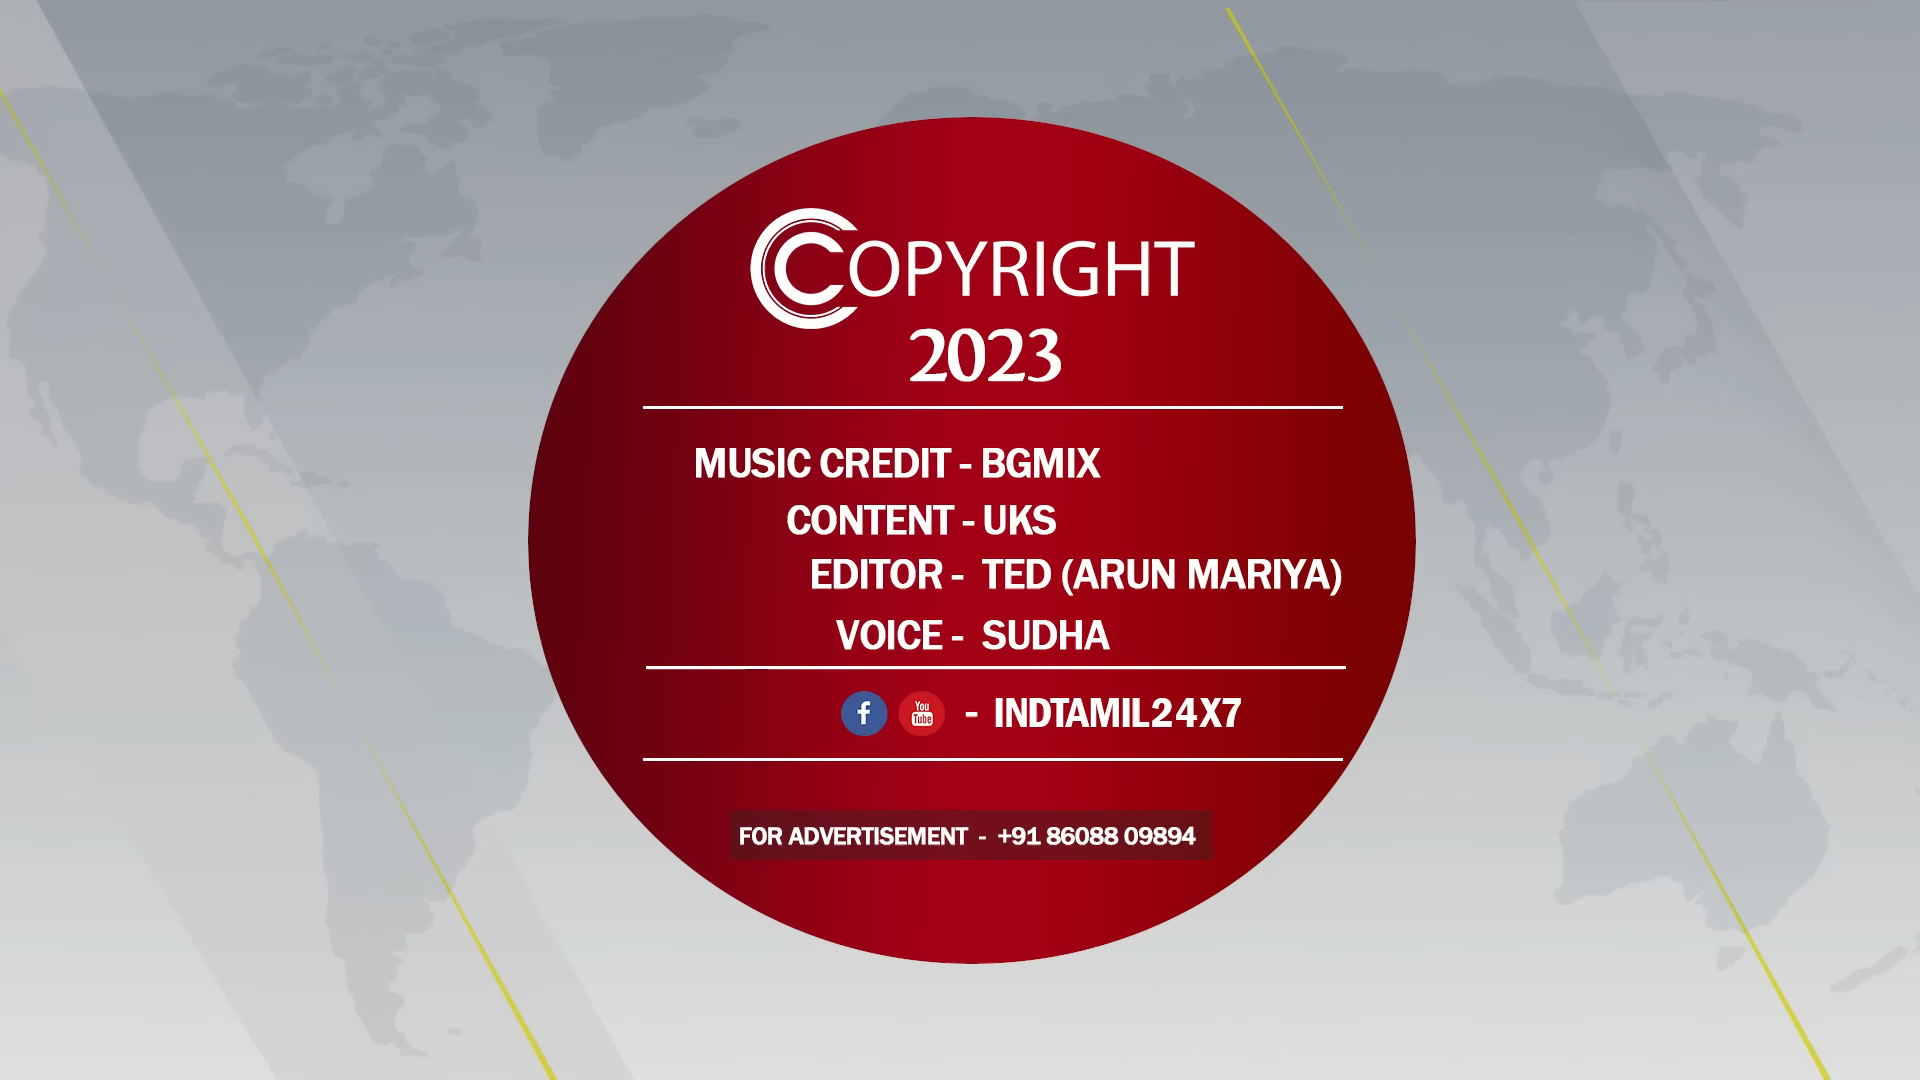 COPYRIGHT
2023
MUSIC CREDIT - BGMIX
CONTENT - UKS
EDITOR - TED (ARUN MARIYA)
VOICE - SUDHA
f You Tube - INDTAMIL24X7
FOR ADVERTISEMENT - +91 86088 09894